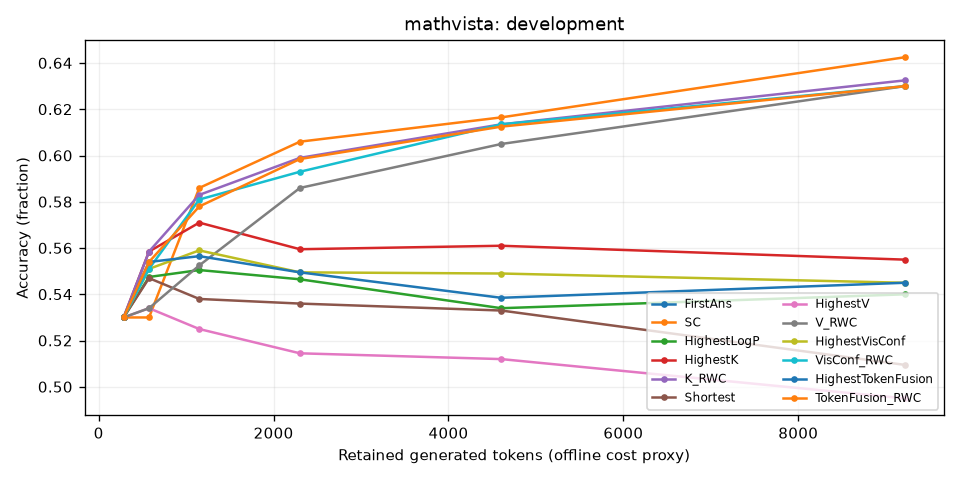 mathvista: development
Accuracy (fraction)
0.64
0.62
0.60
0.58
0.56
0.54
0.52
0.50
0
2000
4000
6000
8000
Retained generated tokens (offline cost proxy)
FirstAns
SC
HighestLogP
HighestK
K_RWC
Shortest
HighestV
V_RWC
HighestVisConf
VisConf_RWC
HighestTokenFusion
TokenFusion_RWC